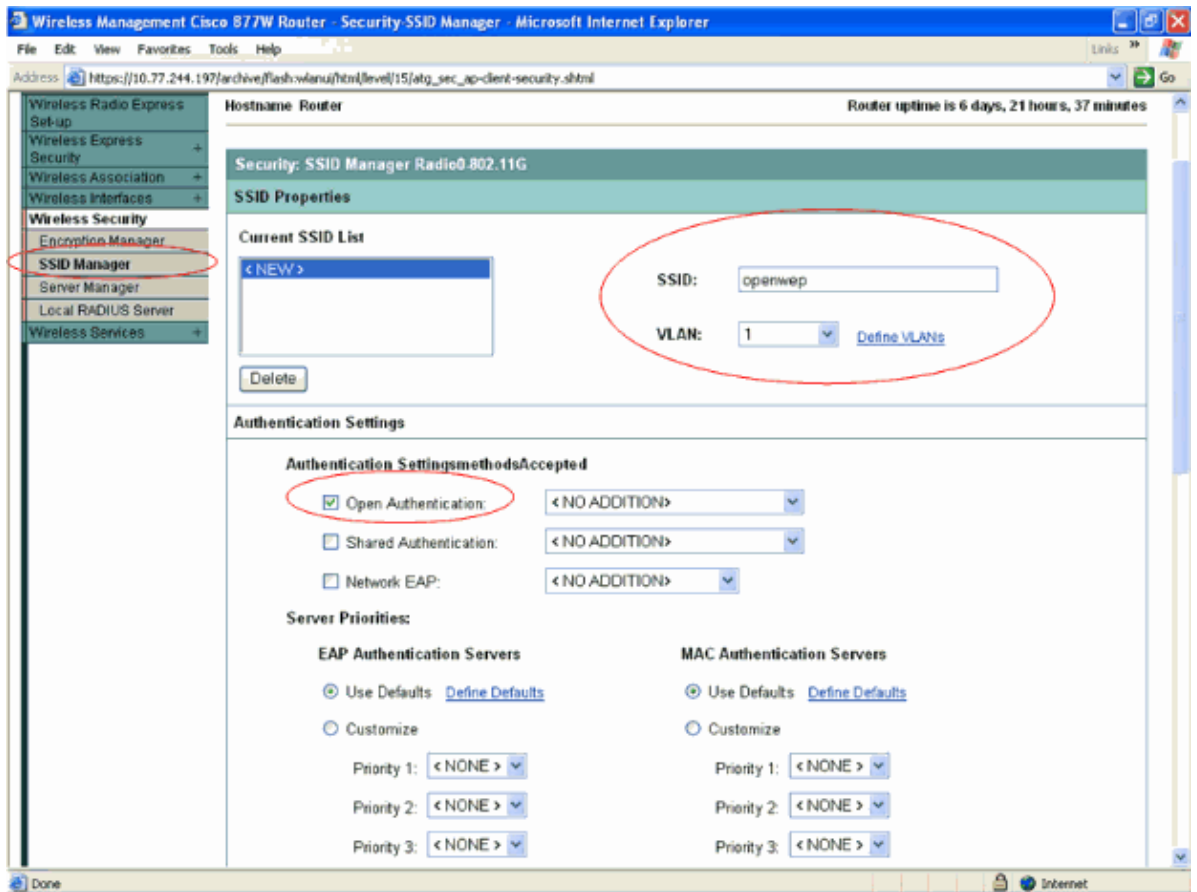 Wireless Management Cisco 877W Router - Security-SSID Manager - Microsoft Internet Explorer
File Edit View Favorites Tools Help Links »
Address https://10.77.244.197/archive/flash:wlanui/html/level/15/atg_sec_ap-client-security.shtml Go
Wireless Radio Express Set-up
Wireless Express Security +
Wireless Association +
Wireless Interfaces +
Wireless Security
Encryption Manager
SSID Manager
Server Manager
Local RADIUS Server
Wireless Services +
Hostname Router Router uptime is 6 days, 21 hours, 37 minutes
Security: SSID Manager Radio0-802.11G
SSID Properties
Current SSID List
< NEW >
Delete
SSID: openwep
VLAN: 1 Define VLANs
Authentication Settings
Authentication SettingsmethodsAccepted
Open Authentication: < NO ADDITION>
Shared Authentication: < NO ADDITION>
Network EAP: < NO ADDITION>
Server Priorities:
EAP Authentication Servers MAC Authentication Servers
Use Defaults Define Defaults Use Defaults Define Defaults
Customize Customize
Priority 1: < NONE > Priority 1: < NONE >
Priority 2: < NONE > Priority 2: < NONE >
Priority 3: < NONE > Priority 3: < NONE >
Done Internet